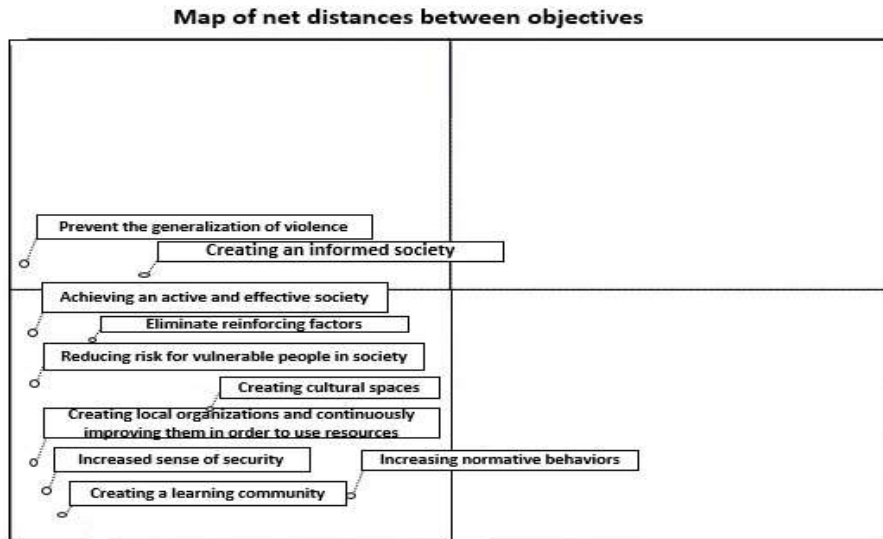 Map of net distances between objectives
Prevent the generalization of violence
Creating an informed society
Achieving an active and effective society
Eliminate reinforcing factors
Reducing risk for vulnerable people in society
Creating cultural spaces
Creating local organizations and continuously
improving them in order to use resources
Increased sense of security
Increasing normative behaviors
Creating a learning community